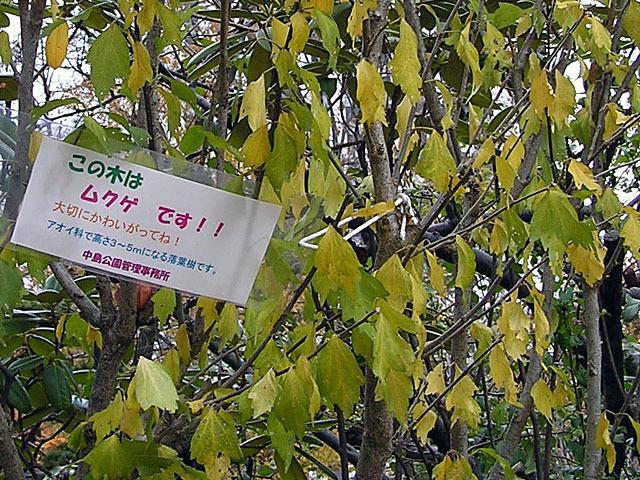 この木は
ムクゲ です!!
大切にかわいがってね!
アオイ科で高さ3〜5mになる落葉樹です。
中島公園管理事務所